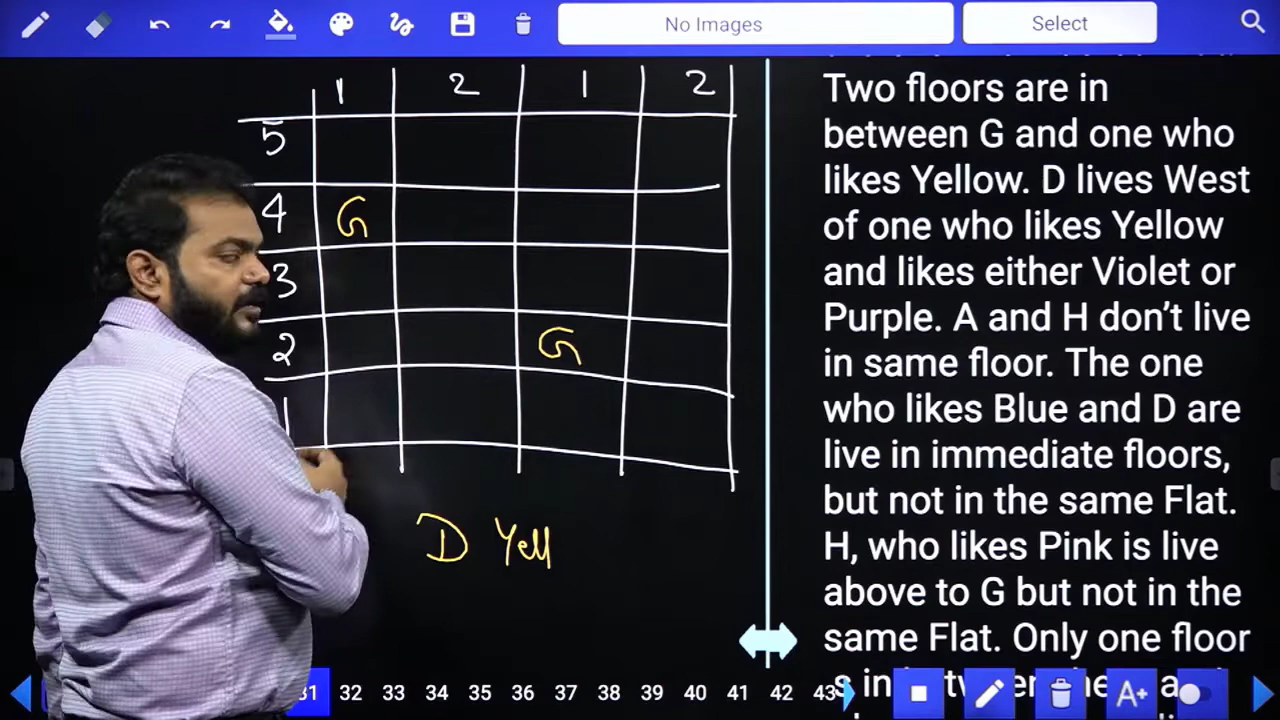 No Images
Select
1 2 1 2
5
4 G
3
2 G
1
D Yell
Two floors are in
between G and one who
likes Yellow. D lives West
of one who likes Yellow
and likes either Violet or
Purple. A and H don’t live
in same floor. The one
who likes Blue and D are
live in immediate floors,
but not in the same Flat.
H, who likes Pink is live
above to G but not in the
same Flat. Only one floor
A+
31 32 33 34 35 36 37 38 39 40 41 42 43